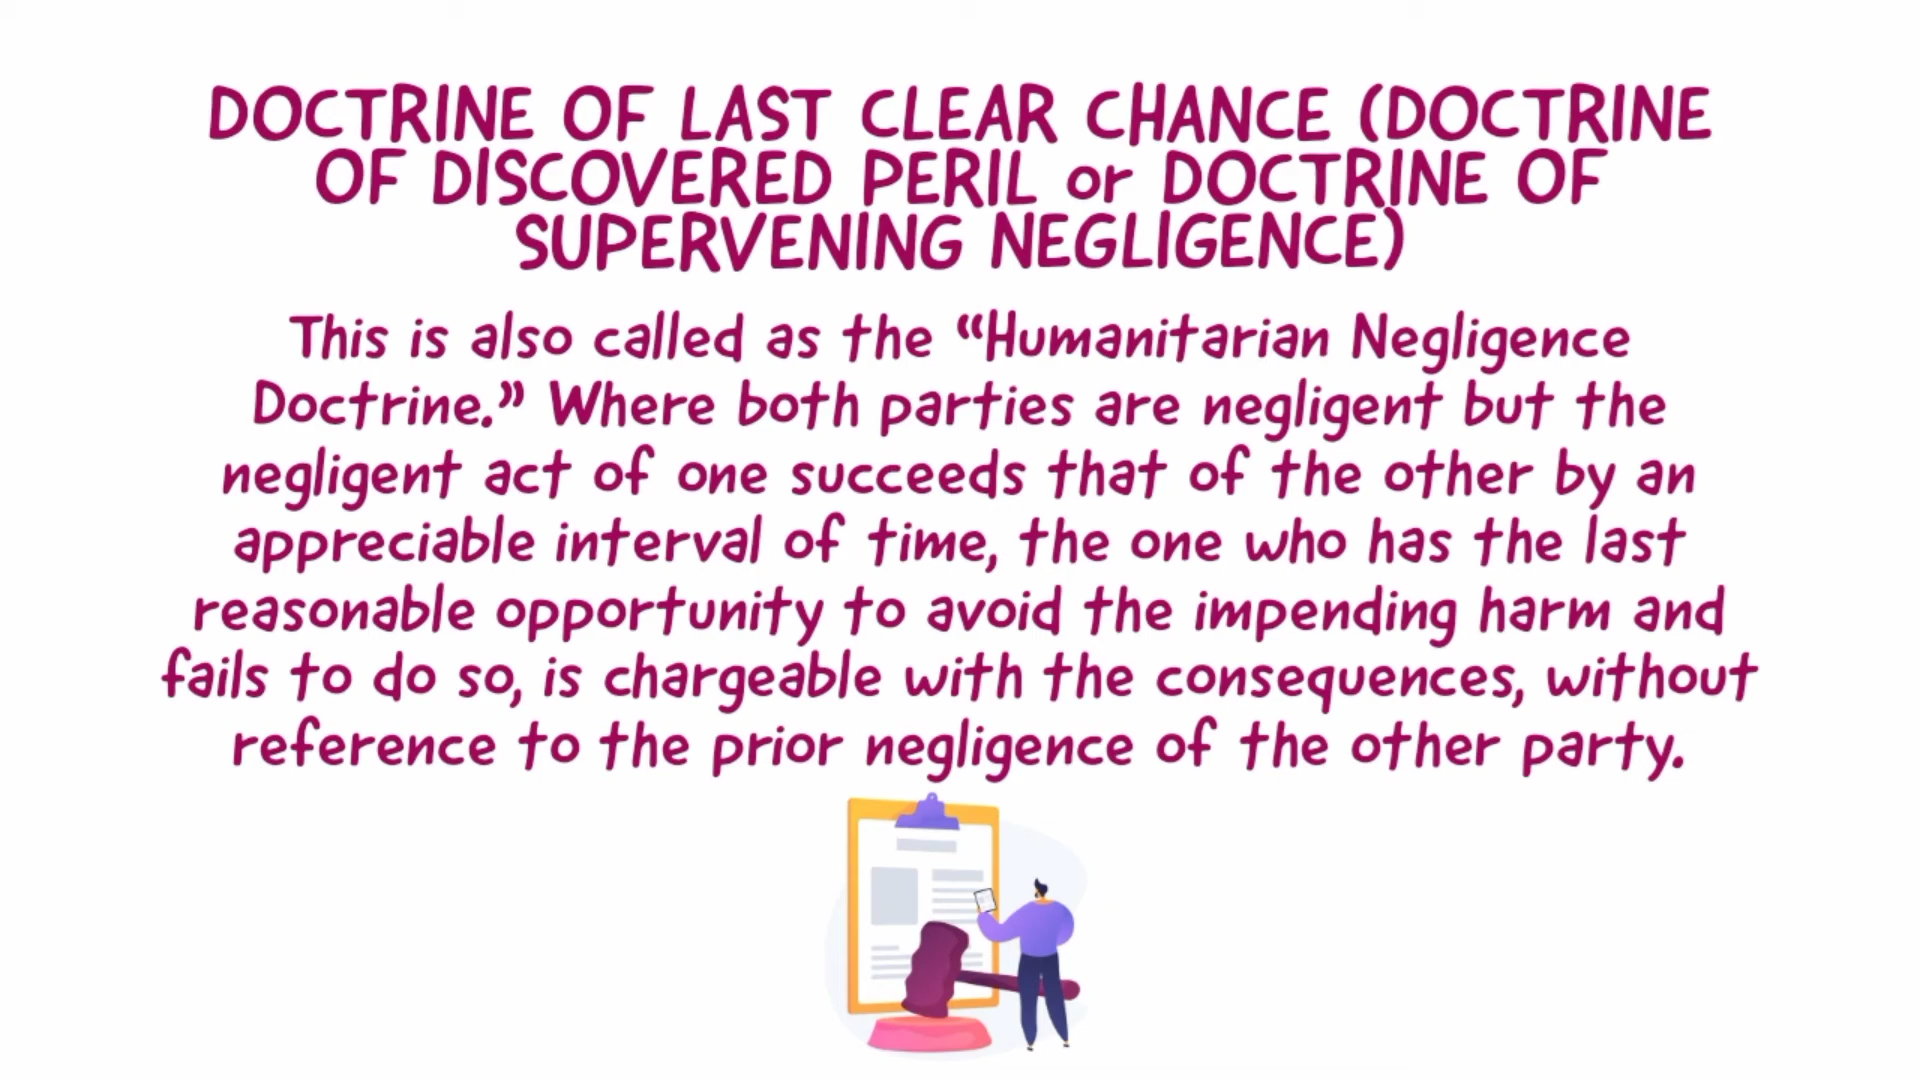 DOCTRINE OF LAST CLEAR CHANCE (DOCTRINE
OF DISCOVERED PERIL or DOCTRINE OF
SUPERVENING NEGLIGENCE)
This is also called as the “Humanitarian Negligence
Doctrine.” Where both parties are negligent but the
negligent act of one succeeds that of the other by an
appreciable interval of time, the one who has the last
reasonable opportunity to avoid the impending harm and
fails to do so, is chargeable with the consequences, without
reference to the prior negligence of the other party.